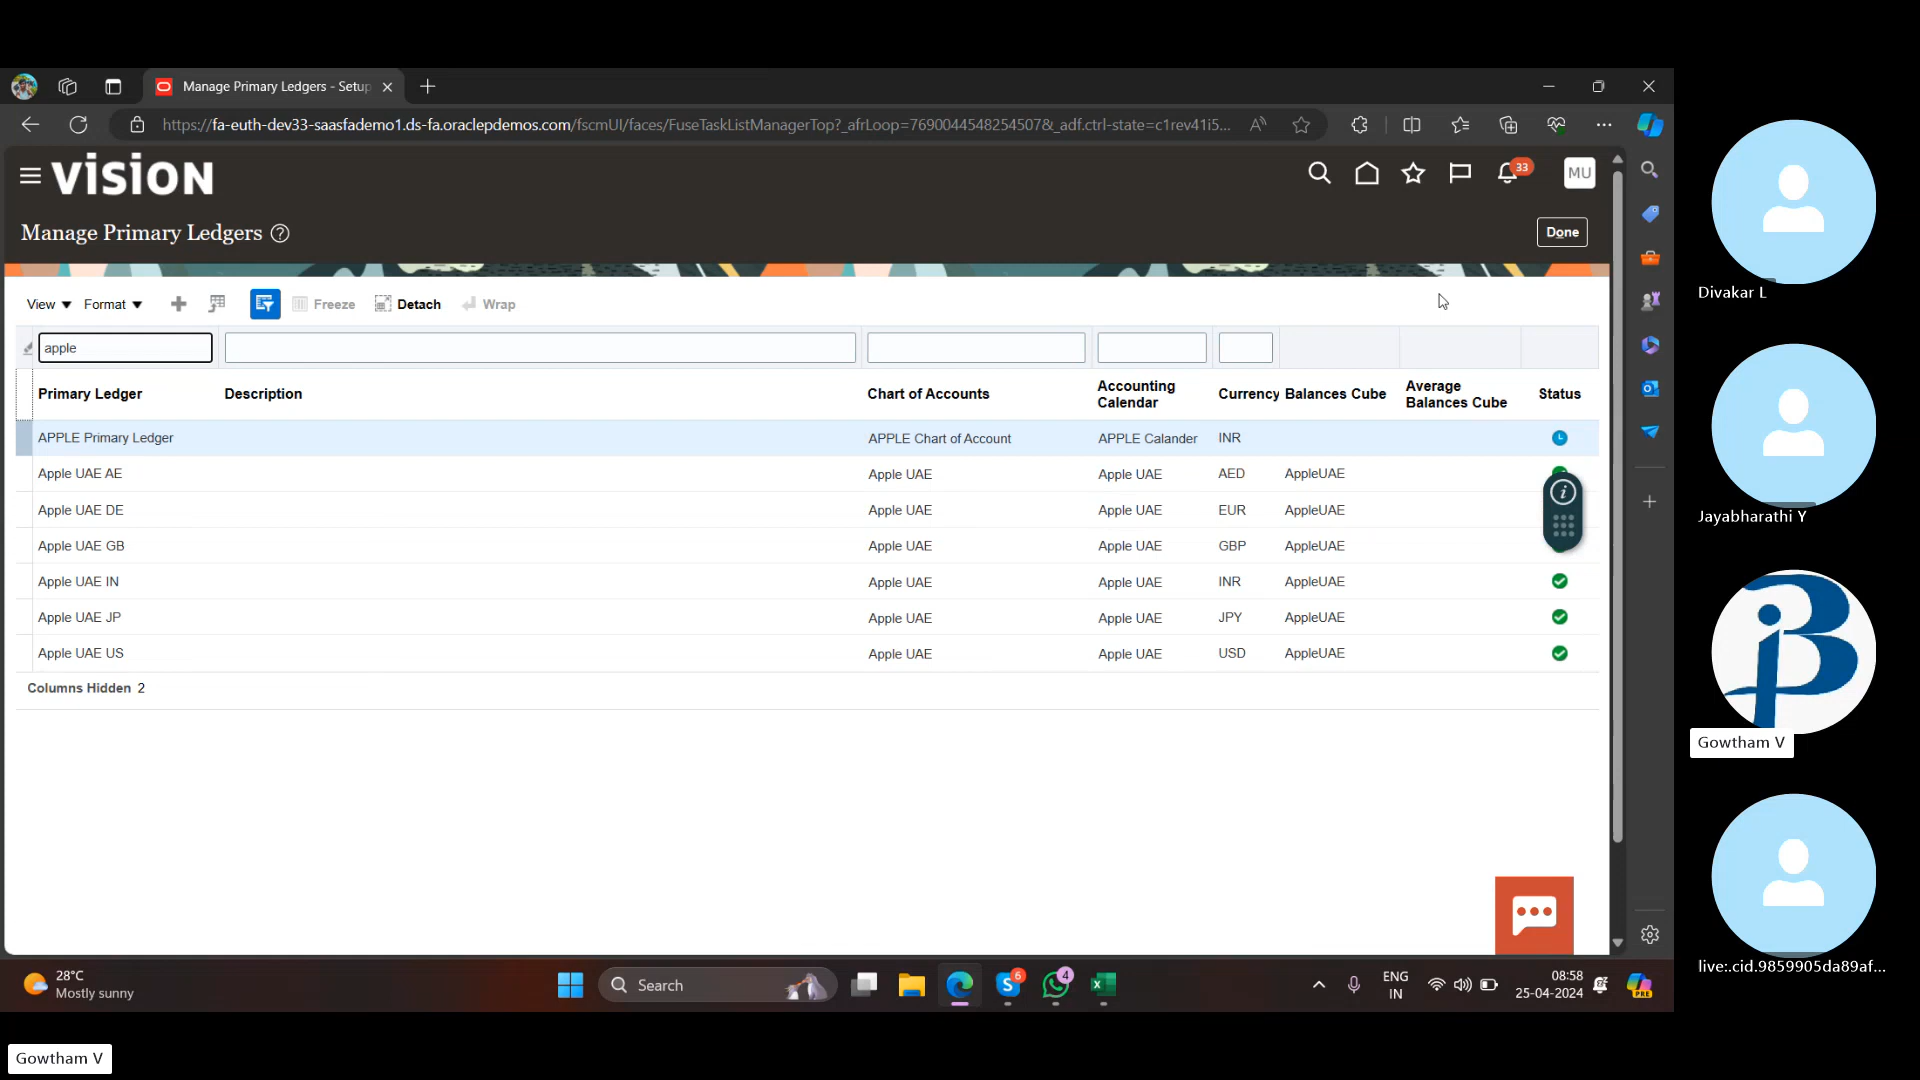 Manage Primary Ledgers - Setup
https://fa-euth-dev33-saasfademo1.ds-fa.oraclepdemos.com/fscmUI/faces/FuseTaskListManagerTop?_afrLoop=7690044548254507&_adf.ctrl-state=c1rev41i5...
VISION
33
MU
Manage Primary Ledgers
Done
View Format Freeze Detach Wrap
apple
Primary Ledger Description Chart of Accounts Accounting Calendar Currency Balances Cube Average Balances Cube Status
APPLE Primary Ledger APPLE Chart of Account APPLE Calander INR
Apple UAE AE Apple UAE Apple UAE AED AppleUAE
Apple UAE DE Apple UAE Apple UAE EUR AppleUAE
Apple UAE GB Apple UAE Apple UAE GBP AppleUAE
Apple UAE IN Apple UAE Apple UAE INR AppleUAE
Apple UAE JP Apple UAE Apple UAE JPY AppleUAE
Apple UAE US Apple UAE Apple UAE USD AppleUAE
Columns Hidden 2
Divakar L
Jayabharathi Y
Gowtham V
live:.cid.9859905da89af...
28°C
Mostly sunny
Search
6
4
ENG
IN
08:58
25-04-2024
PRE
Gowtham V